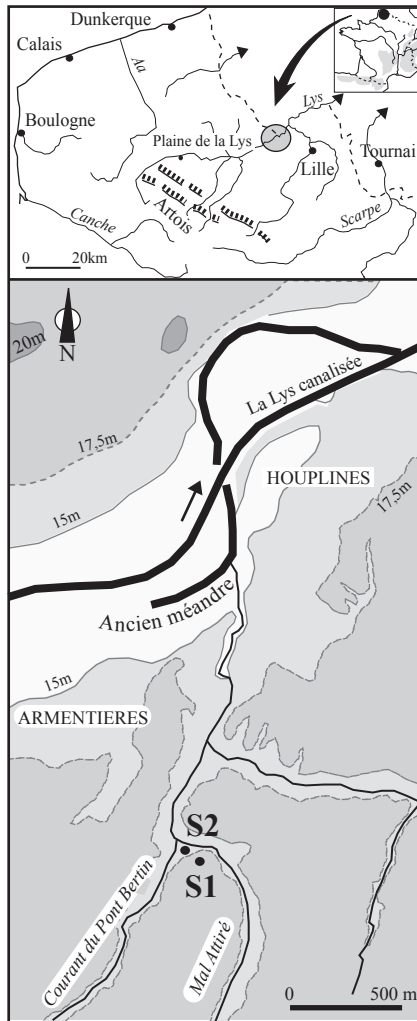 Dunkerque
Calais
Aa
Lys
Boulogne
Plaine de la Lys
Tournai
Lille
Artois
Canche
Scarpe
0 20km
N
20m
17,5m
La Lys canalisée
HOUPLINES
15m
17,5m
Ancien méandre
15m
ARMENTIERES
S2
S1
Courant du Pont Bertin
Mal Attiré
0 500 m